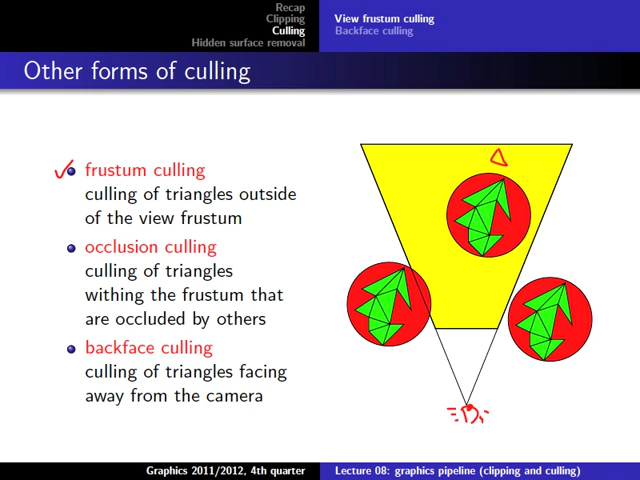 Recap
Clipping
Culling
Hidden surface removal
View frustum culling
Backface culling
Other forms of culling
frustum culling
culling of triangles outside
of the view frustum
occlusion culling
culling of triangles
withing the frustum that
are occluded by others
backface culling
culling of triangles facing
away from the camera
Graphics 2011/2012, 4th quarter
Lecture 08: graphics pipeline (clipping and culling)